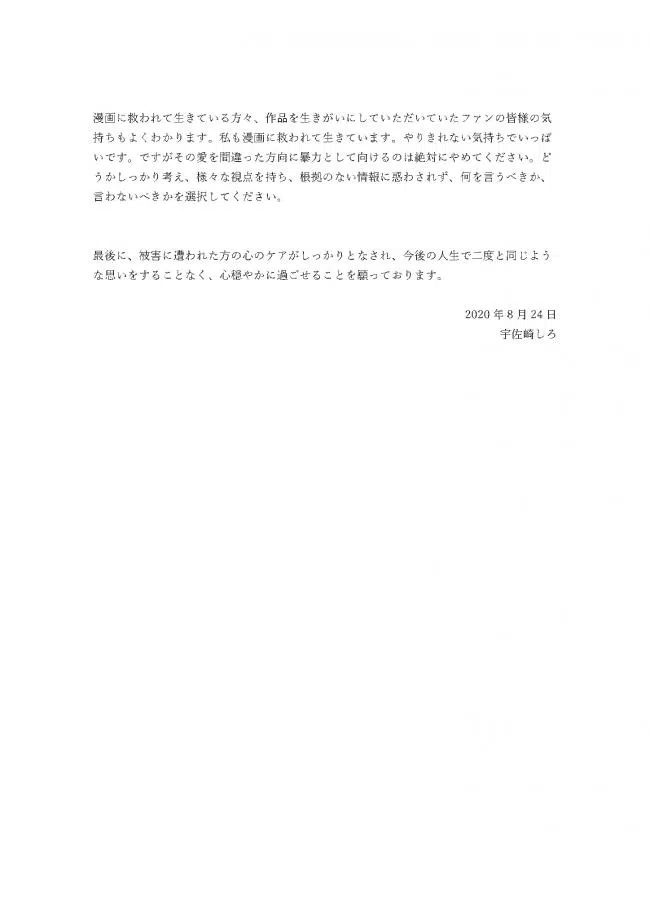 漫画に救われて生きている方々、作品を生きがいにしていただいていたファンの皆様の気
持ちもよくわかります。私も漫画に救われて生きています。やりきれない気持ちでいっぱ
いです。ですがその愛を間違った方向に暴力として向けるのは絶対にやめてください。ど
うかしっかり考え、様々な視点を持ち、根拠のない情報に惑わされず、何を言うべきか、
言わないべきかを選択してください。
最後に、被害に遭われた方の心のケアがしっかりとなされ、今後の人生で二度と同じよう
な思いをすることなく、心穏やかに過ごせることを願っております。
2020 年 8 月 24 日
宇佐崎しろ